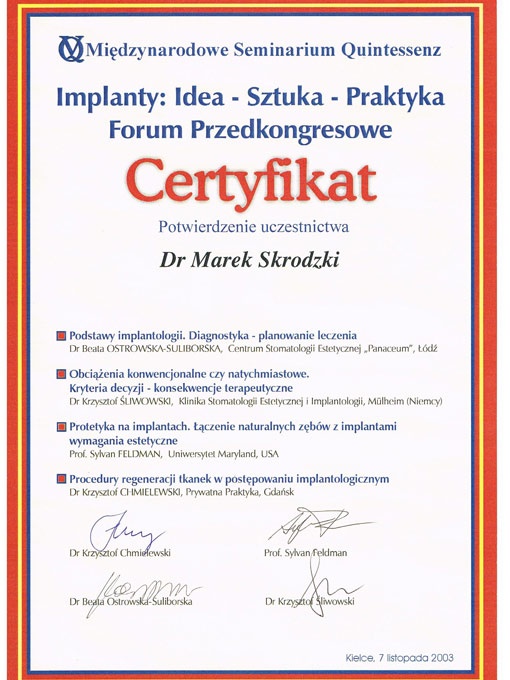 QV Międzynarodowe Seminarium Quintessenz
Implanty: Idea - Sztuka - Praktyka
Forum Przedkongresowe
Certyfikat
Potwierdzenie uczestnictwa
Dr Marek Skrodzki
Podstawy implantologii. Diagnostyka - planowanie leczenia
Dr Beata OSTROWSKA-SULIBORSKA, Centrum Stomatologii Estetycznej „Panaceum”, Łódź
Obciążenia konwencjonalne czy natychmiastowe.
Kryteria decyzji - konsekwencje terapeutyczne
Dr Krzysztof ŚLIWOWSKI, Klinika Stomatologii Estetycznej i Implantologii, Mülheim (Niemcy)
Protetyka na implantach. Łączenie naturalnych zębów z implantami
wymagania estetyczne
Prof. Sylvan FELDMAN, Uniwersytet Maryland, USA
Procedury regeneracji tkanek w postępowaniu implantologicznym
Dr Krzysztof CHMIELEWSKI, Prywatna Praktyka, Gdańsk
Dr Krzysztof Chmielewski
Prof. Sylvan Feldman
Dr Beata Ostrowska-Suliborska
Dr Krzysztof Śliwowski
Kielce, 7 listopada 2003